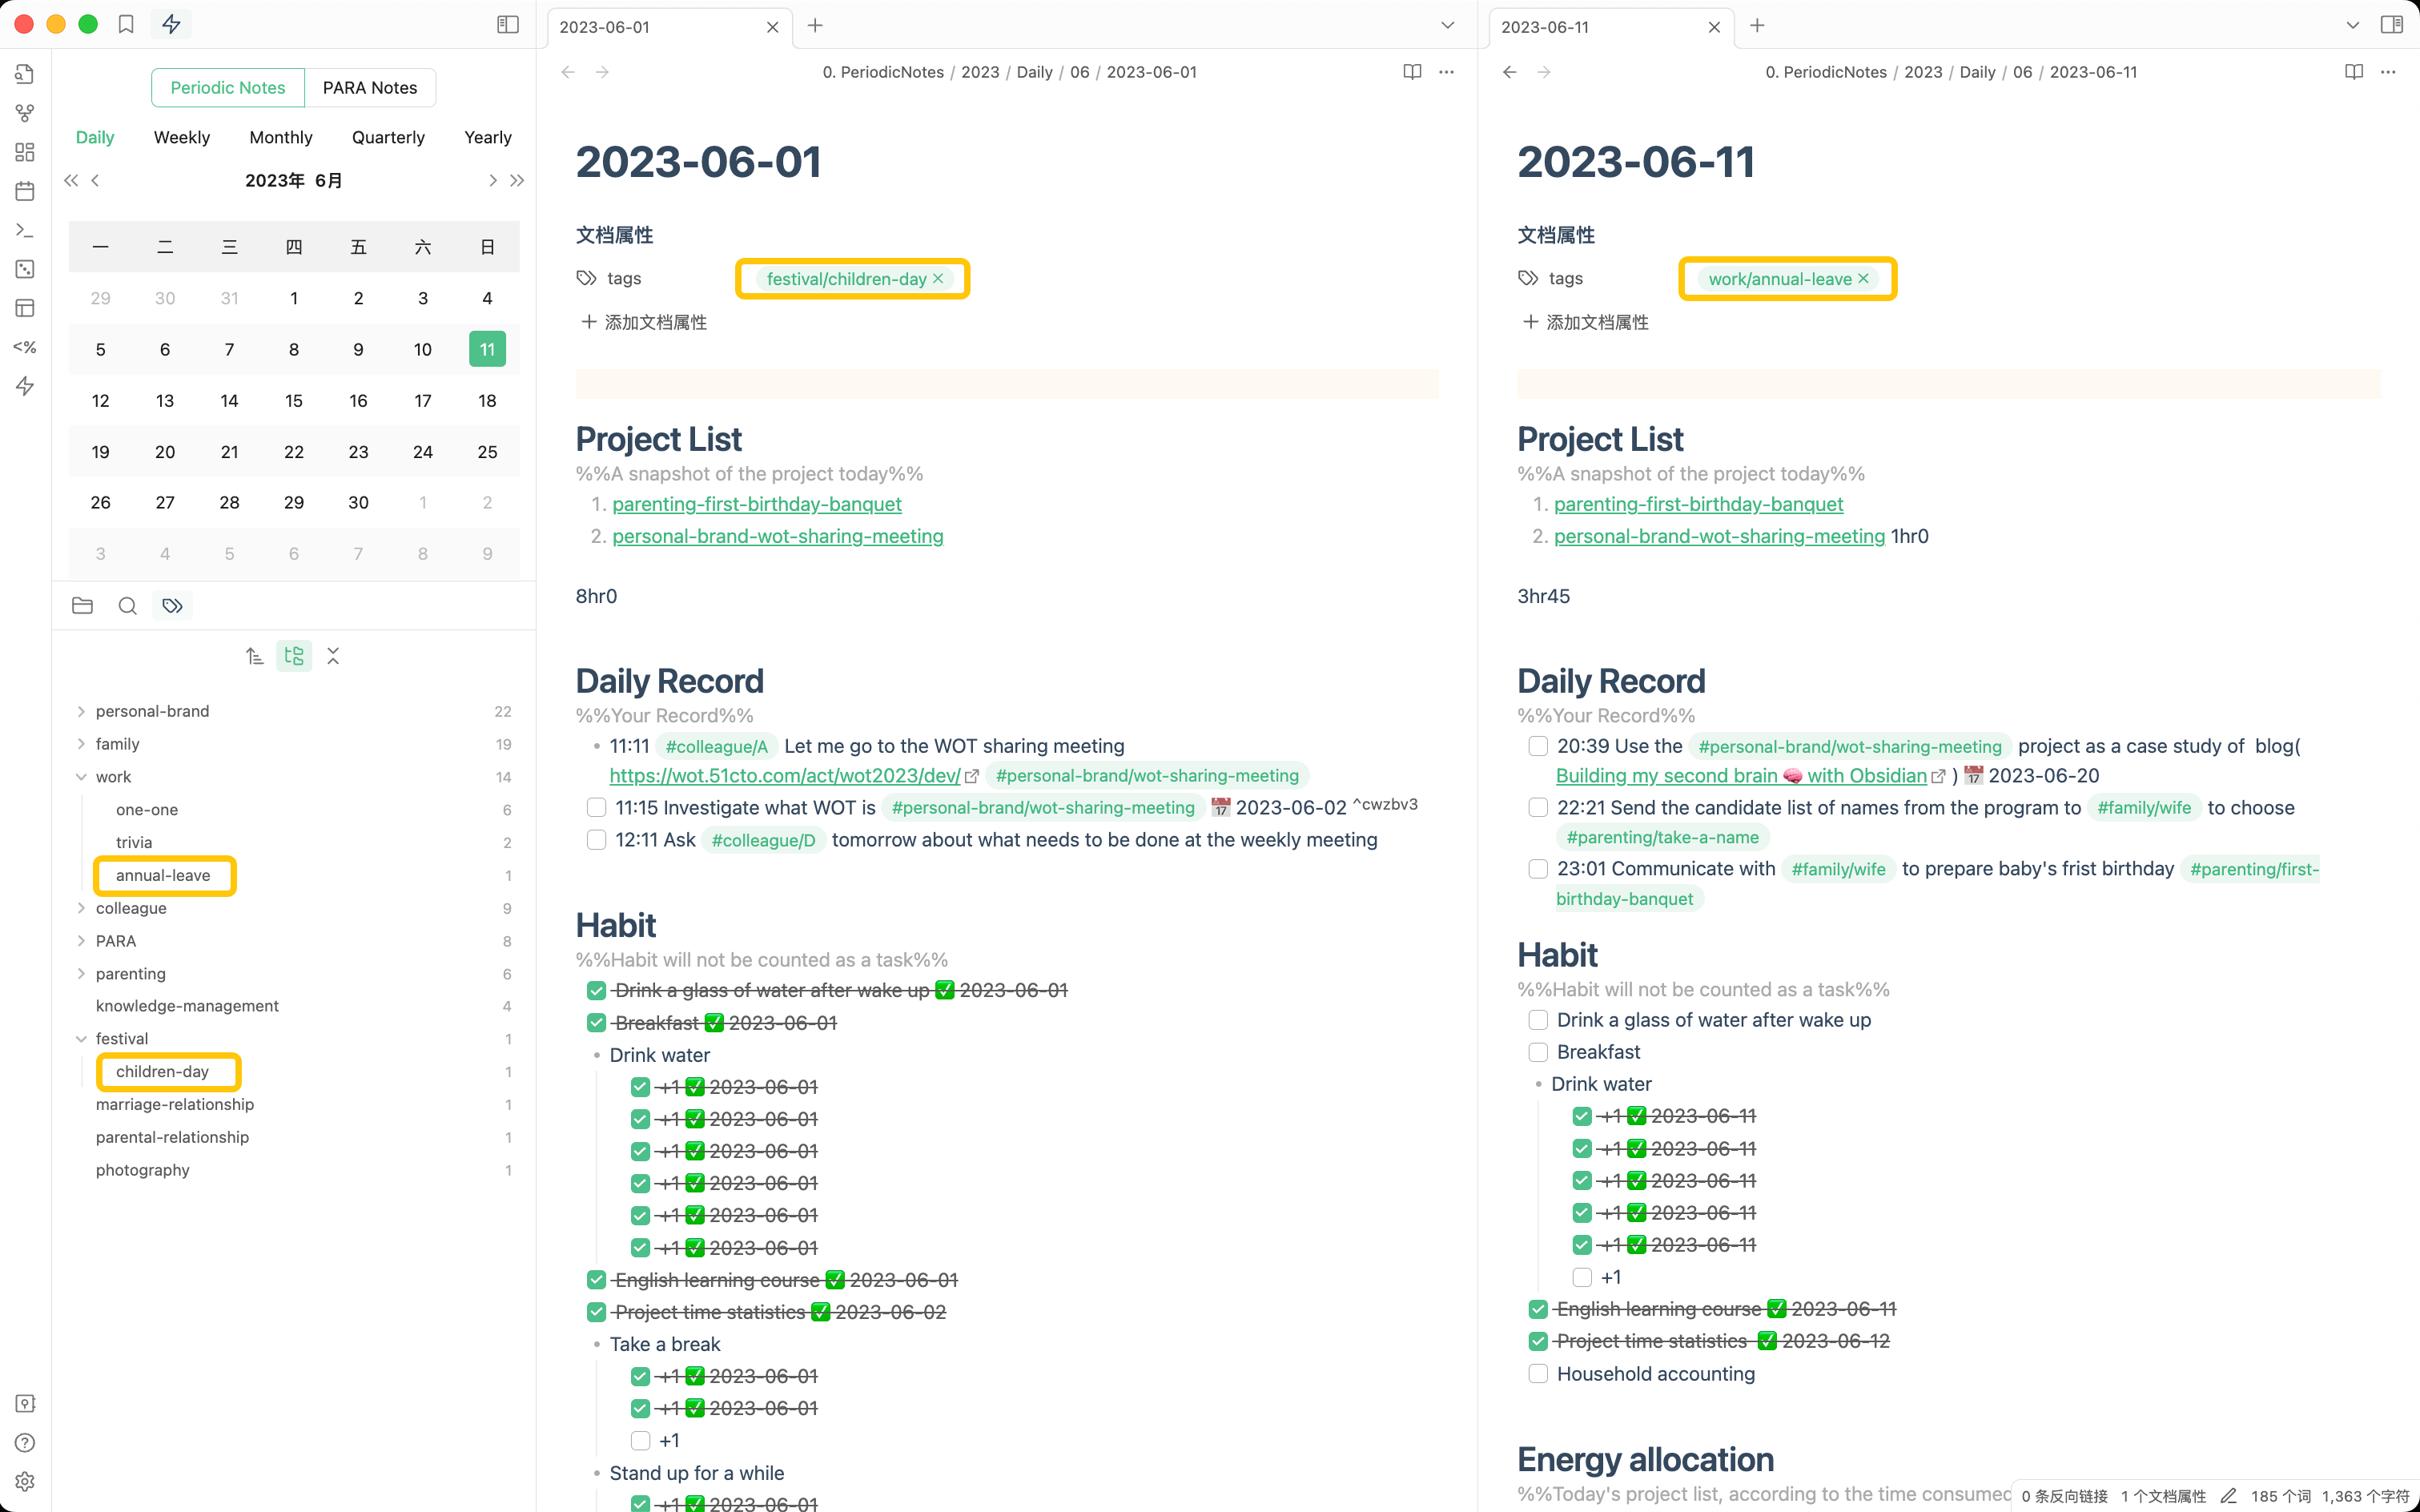 Periodic Notes
PARA Notes
Daily
Weekly
Monthly
Quarterly
Yearly
2023年 6月
一 二 三 四 五 六 日
29 30 31 1 2 3 4
5 6 7 8 9 10 11
12 13 14 15 16 17 18
19 20 21 22 23 24 25
26 27 28 29 30 1 2
3 4 5 6 7 8 9
<%
personal-brand 22
family 19
work 14
one-one 6
trivia 2
annual-leave 1
colleague 9
PARA 8
parenting 6
knowledge-management 4
festival 1
children-day 1
marriage-relationship 1
parental-relationship 1
photography 1
2023-06-01
0. PeriodicNotes / 2023 / Daily / 06 / 2023-06-01
2023-06-01
文档属性
tags festival/children-day
添加文档属性
Project List
%%A snapshot of the project today%%
1. parenting-first-birthday-banquet
2. personal-brand-wot-sharing-meeting
8hr0
Daily Record
%%Your Record%%
• 11:11 #colleague/A Let me go to the WOT sharing meeting
https://wot.51cto.com/act/wot2023/dev/ #personal-brand/wot-sharing-meeting
11:15 Investigate what WOT is #personal-brand/wot-sharing-meeting 📅 2023-06-02 ^cwzbv3
12:11 Ask #colleague/D tomorrow about what needs to be done at the weekly meeting
Habit
%%Habit will not be counted as a task%%
Drink a glass of water after wake up ✅ 2023-06-01
Breakfast ✅ 2023-06-01
• Drink water
+1 ✅ 2023-06-01
+1 ✅ 2023-06-01
+1 ✅ 2023-06-01
+1 ✅ 2023-06-01
+1 ✅ 2023-06-01
+1 ✅ 2023-06-01
English learning course ✅ 2023-06-01
Project time statistics ✅ 2023-06-02
• Take a break
+1 ✅ 2023-06-01
+1 ✅ 2023-06-01
+1
• Stand up for a while
+1 ✅ 2023-06-01
2023-06-11
0. PeriodicNotes / 2023 / Daily / 06 / 2023-06-11
2023-06-11
文档属性
tags work/annual-leave
添加文档属性
Project List
%%A snapshot of the project today%%
1. parenting-first-birthday-banquet
2. personal-brand-wot-sharing-meeting 1hr0
3hr45
Daily Record
%%Your Record%%
20:39 Use the #personal-brand/wot-sharing-meeting project as a case study of blog(
Building my second brain 🧠 with Obsidian ) 📅 2023-06-20
22:21 Send the candidate list of names from the program to #family/wife to choose
#parenting/take-a-name
23:01 Communicate with #family/wife to prepare baby's frist birthday #parenting/first-
birthday-banquet
Habit
%%Habit will not be counted as a task%%
Drink a glass of water after wake up
Breakfast
• Drink water
+1 ✅ 2023-06-11
+1 ✅ 2023-06-11
+1 ✅ 2023-06-11
+1 ✅ 2023-06-11
+1 ✅ 2023-06-11
+1
English learning course ✅ 2023-06-11
Project time statistics ✅ 2023-06-12
Household accounting
Energy allocation
%%Today's project list, according to the time consumed
0 条反向链接 1 个文档属性 185 个词 1,363 个字符